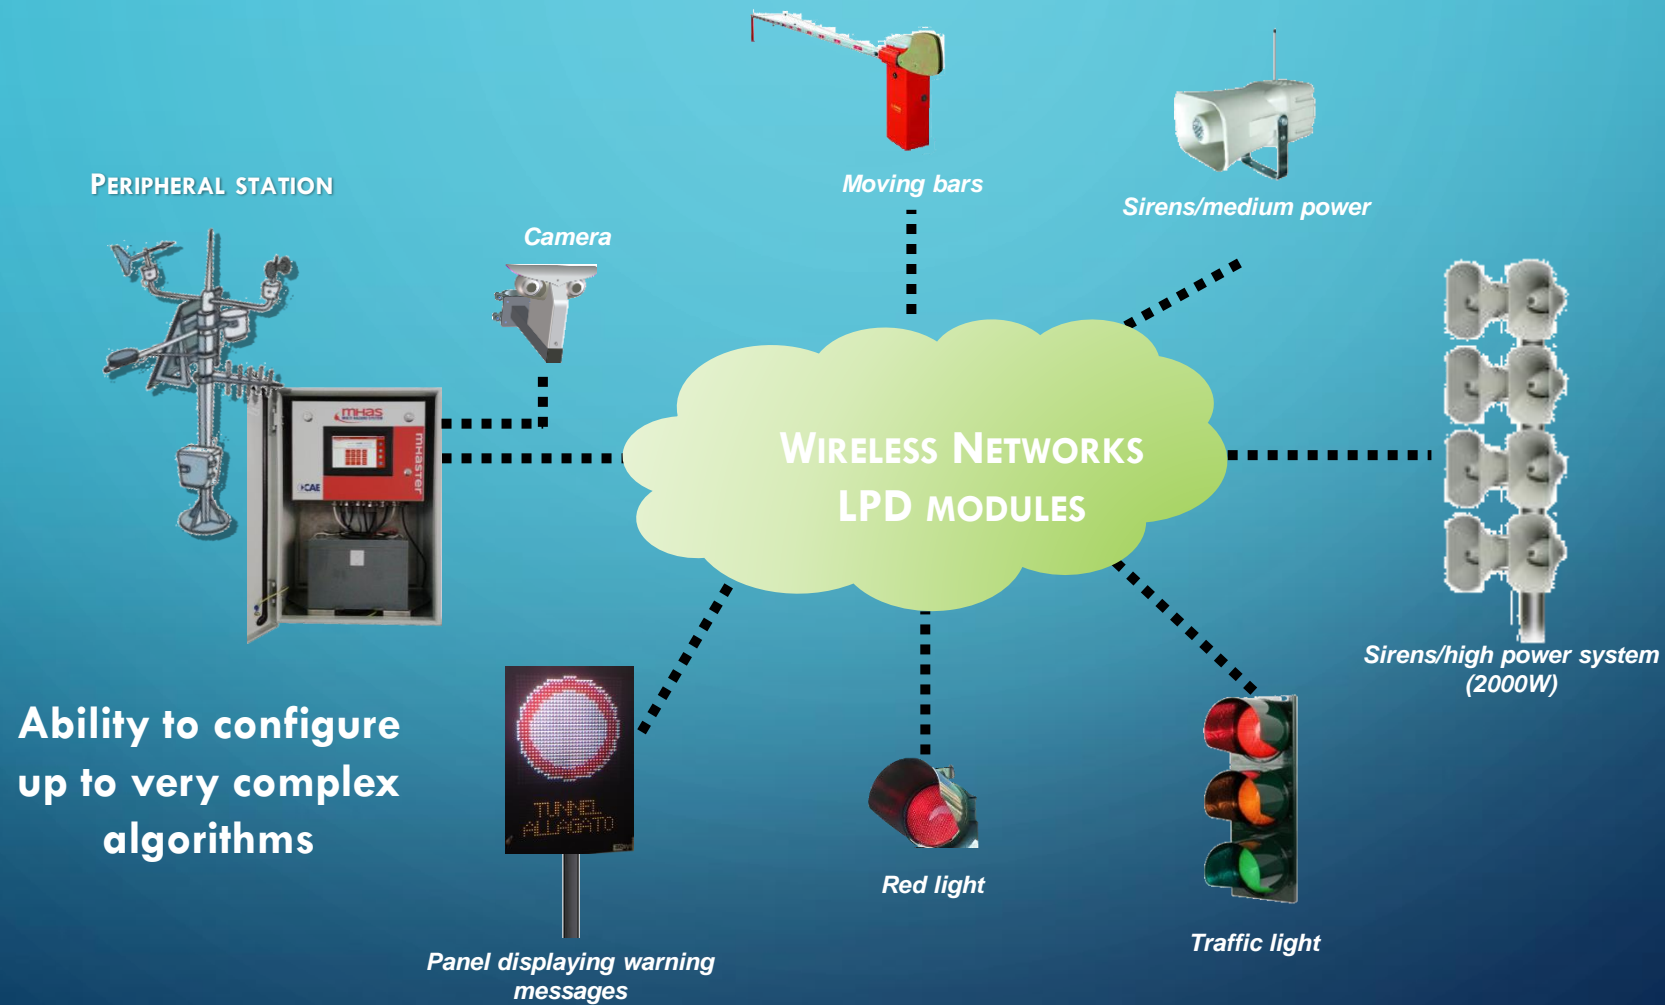 Moving bars
Sirens/medium power
PERIPHERAL STATION
Camera
mHas
mHaster
CAE
WIRELESS NETWORKS
LPD MODULES
Sirens/high power system
(2000W)
Ability to configure
up to very complex
algorithms
TUNNEL
ALLAGATO
Red light
Traffic light
Panel displaying warning
messages